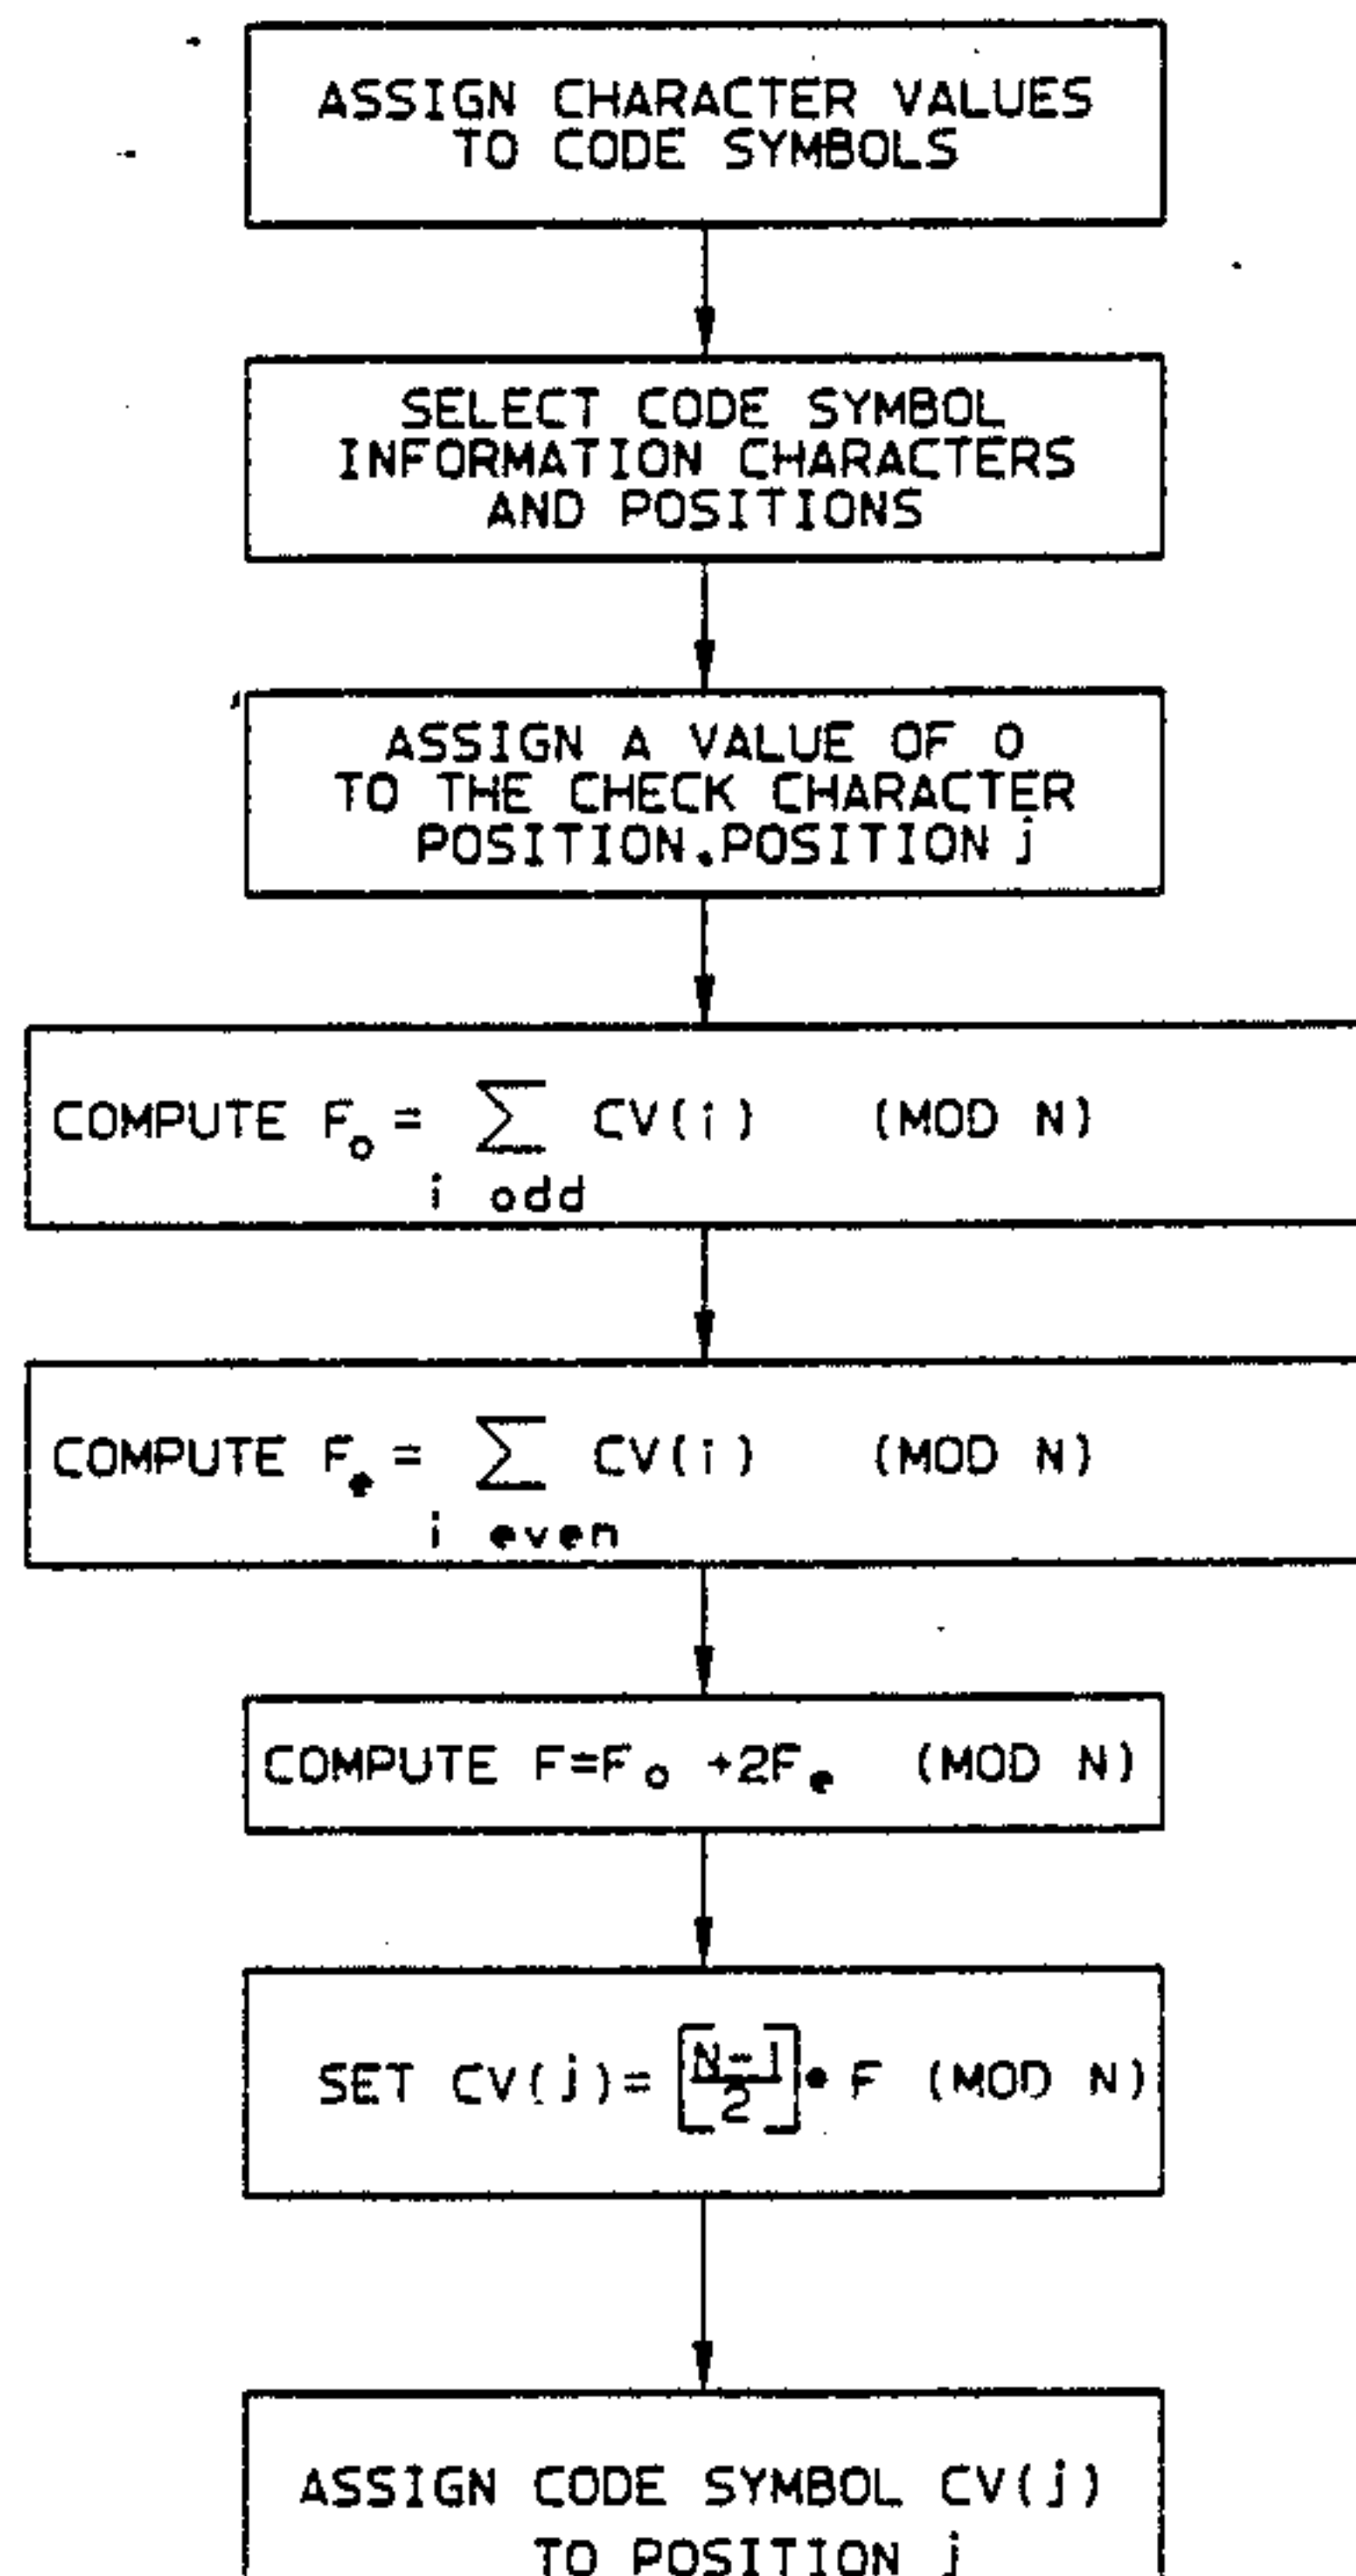 ASSIGN CHARACTER VALUES
TO CODE SYMBOLS
SELECT CODE SYMBOL
INFORMATION CHARACTERS
AND POSITIONS
ASSIGN A VALUE OF 0
TO THE CHECK CHARACTER
POSITION.POSITION j
COMPUTE Fo = ∑ CV(i) (MOD N)
i odd
COMPUTE Fe = ∑ CV(i) (MOD N)
i even
COMPUTE F=Fo +2Fe (MOD N)
SET CV(j)= [N-1/2]• F (MOD N)
ASSIGN CODE SYMBOL CV(j)
TO POSITION j